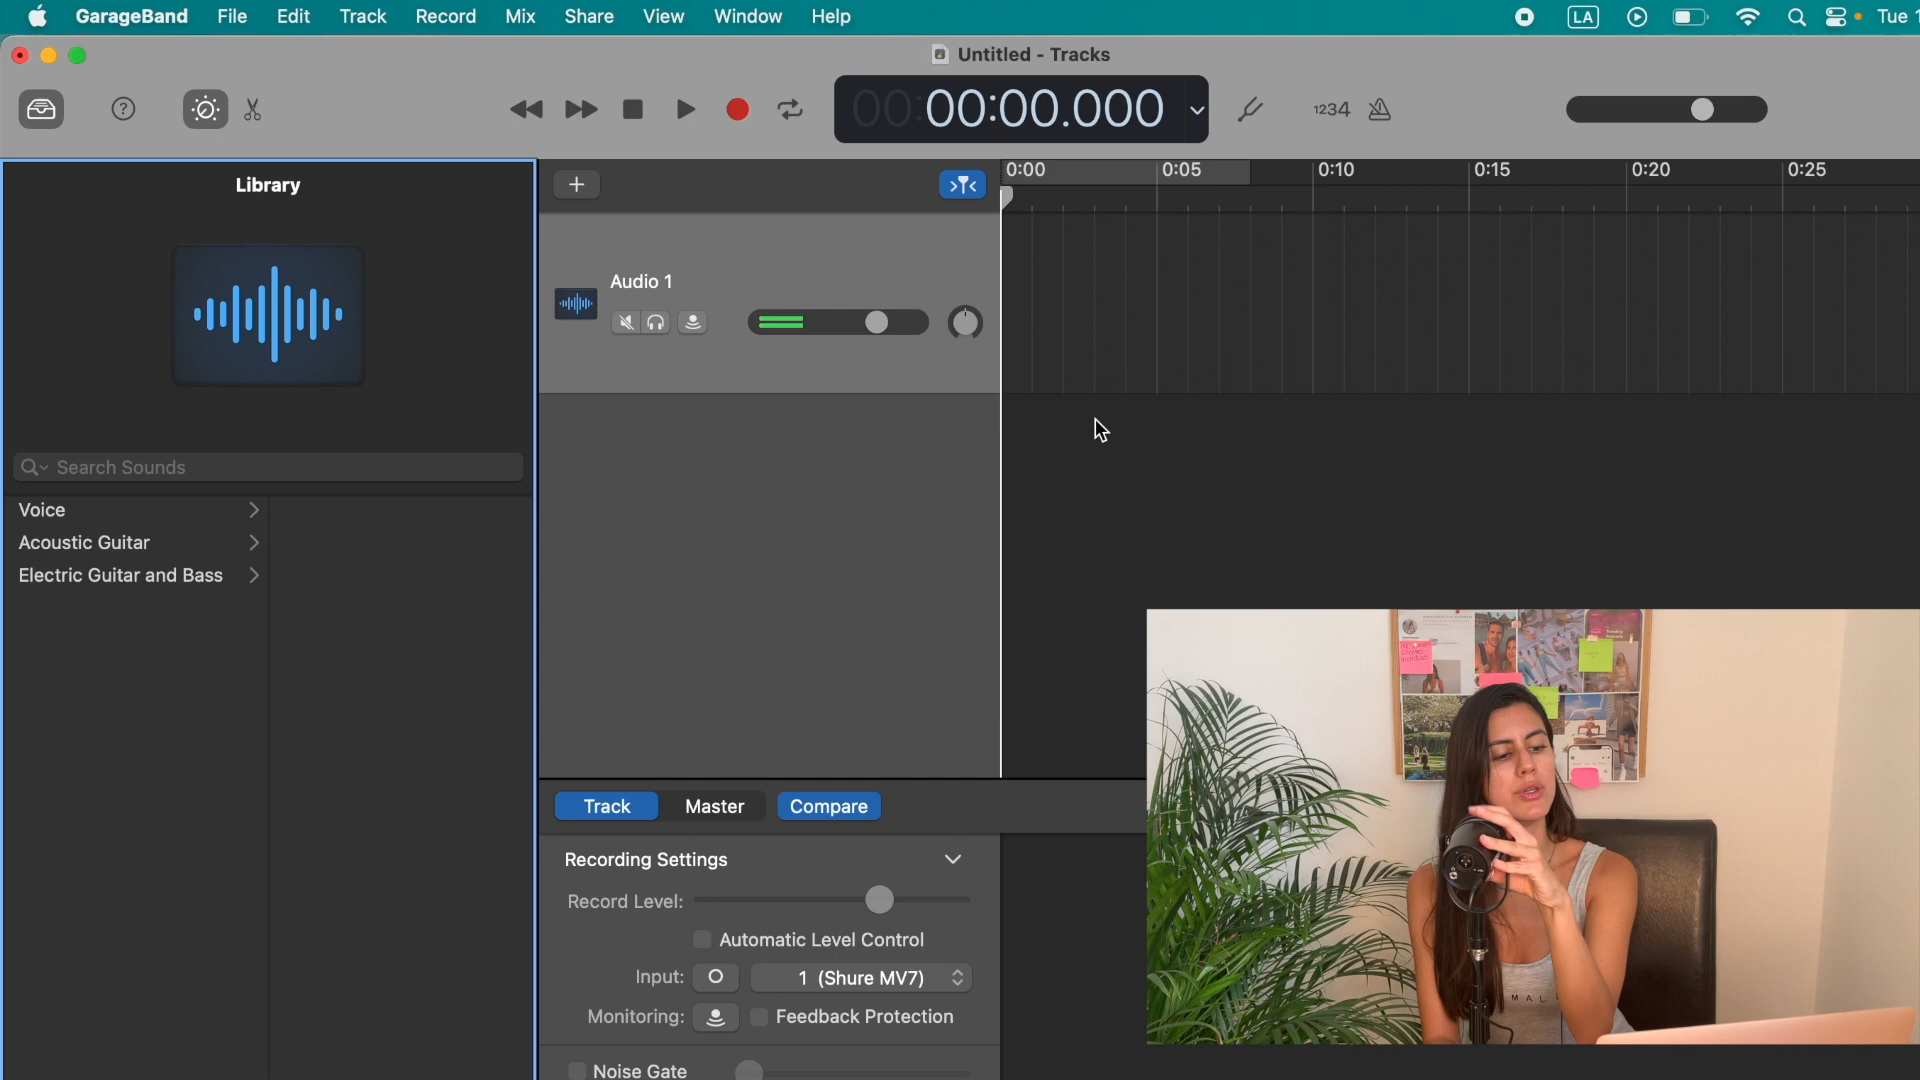 GarageBand File Edit Track Record Mix Share View Window Help LA Tue 1
Untitled - Tracks
00:00:00.000 1234
Library
0:00 0:05 0:10 0:15 0:20 0:25
Audio 1
Search Sounds
Voice
Acoustic Guitar
Electric Guitar and Bass
Track Master Compare
Recording Settings
Record Level:
Automatic Level Control
Input: 1 (Shure MV7)
Monitoring: Feedback Protection
Noise Gate
MAL